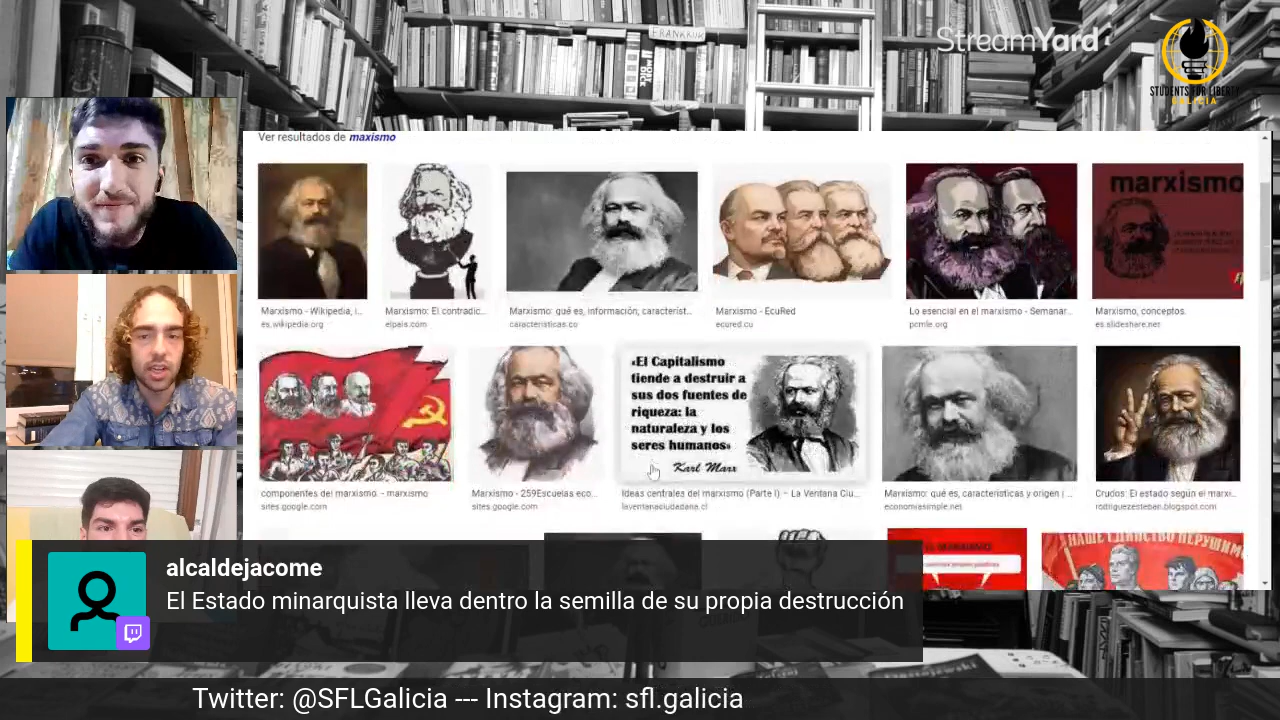 FRANKFUR
StreamYard
STUDENTS FOR LIBERTY
GALICIA
Ver resultados de maxismo
marxismo
Marxismo - Wikipedia, l...
es.wikipedia.org
Marxismo: El contradic...
elpais.com
Marxismo: qué es, información, característ...
caracteristicas.co
Marxismo - EcuRed
ecured.cu
Lo esencial en el marxismo - Semanar...
pcmle.org
Marxismo, conceptos.
es.slideshare.net
«El Capitalismo
tiende a destruir a
sus dos fuentes de
riqueza: la
naturaleza y los
seres humanos»
Karl Marx
componentes del marxismo. - marxismo
sites.google.com
Marxismo - 259Escuelas eco...
sites.google.com
Ideas centrales del marxismo (Parte I) – La Ventana Ciu...
laventanaciudadana.cl
Marxismo: qué es, características y origen | ...
economiasimple.net
Crudos: El estado según el marxi...
rodriguezesteban.blogspot.com
НАШЕ ЕДИНСТВО НЕРУШИМО
alcaldejacome
El Estado minarquista lleva dentro la semilla de su propia destrucción
Twitter: @SFLGalicia --- Instagram: sfl.galicia